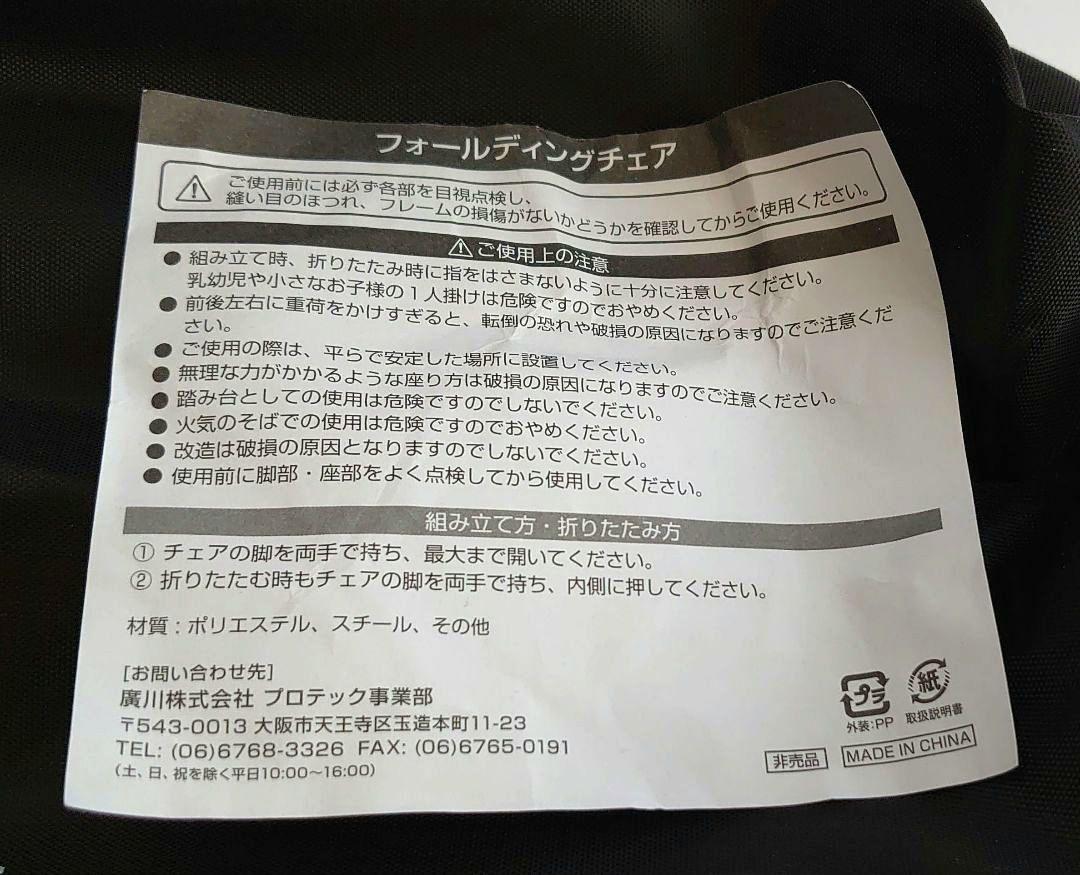 フォールディングチェア
ご使用前には必ず各部を目視点検し、
縫い目のほつれ、フレームの損傷がないかどうかを確認してからご使用ください。
ご使用上の注意
● 組み立て時、折りたたみ時に指をはさまないように十分に注意してください。
乳幼児や小さなお子様の1人掛けは危険ですのでおやめください。
● 前後左右に重荷をかけすぎると、転倒の恐れや破損の原因になりますのでご注意くだ
さい。
● ご使用の際は、平らで安定した場所に設置してください。
● 無理な力がかかるような座り方は破損の原因になりますのでご注意ください。
● 踏み台としての使用は危険ですのでしないでください。
● 火気のそばでの使用は危険ですのでおやめください。
● 改造は破損の原因となりますのでしないでください。
● 使用前に脚部・座部をよく点検してから使用してください。
組み立て方・折りたたみ方
① チェアの脚を両手で持ち、最大まで開いてください。
② 折りたたむ時もチェアの脚を両手で持ち、内側に押してください。
材質:ポリエステル、スチール、その他
[お問い合わせ先]
廣川株式会社 プロテック事業部
〒543-0013 大阪市天王寺区玉造本町11-23
TEL: (06)6768-3326 FAX: (06)6765-0191
(土、日、祝を除く平日10:00〜16:00)
プラ
外装:PP
紙
取扱説明書
非売品
MADE IN CHINA